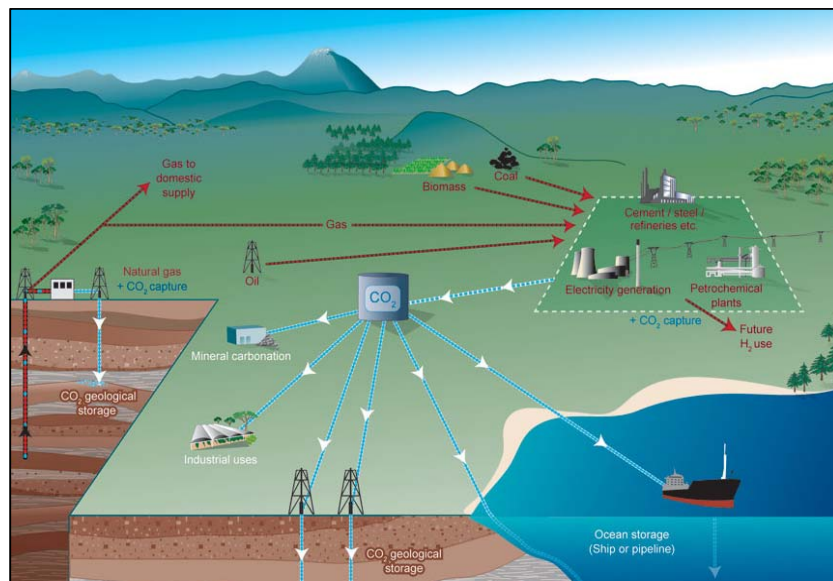 Gas to
domestic
supply
Biomass
Coal
Cement / steel /
refineries etc.
Gas
Natural gas
+ CO₂ capture
Oil
CO₂
Electricity generation
Petrochemical
plants
+ CO₂ capture
Future
H₂ use
Mineral carbonation
CO₂ geological
storage
Industrial uses
Ocean storage
(Ship or pipeline)
CO₂ geological
storage